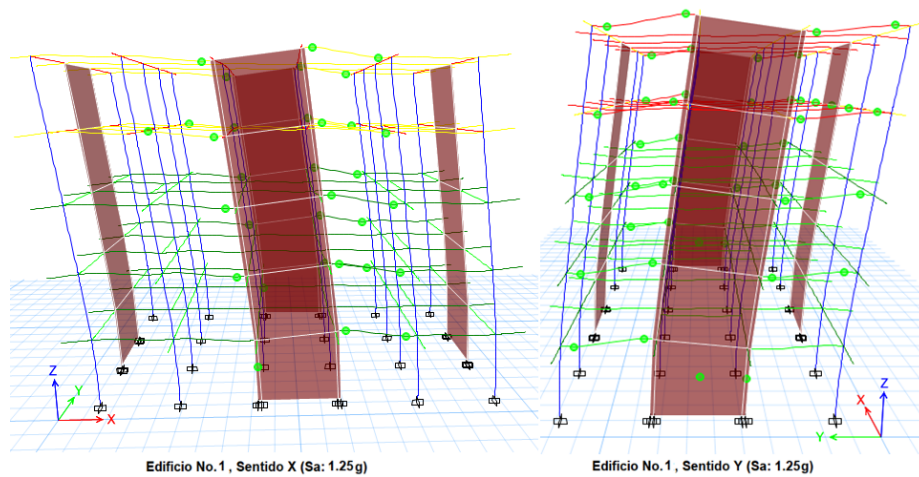 Z
Y
X
Z
X
Y
Edificio No. 1 , Sentido X (Sa: 1.25g)
Edificio No. 1 , Sentido Y (Sa: 1.25g)